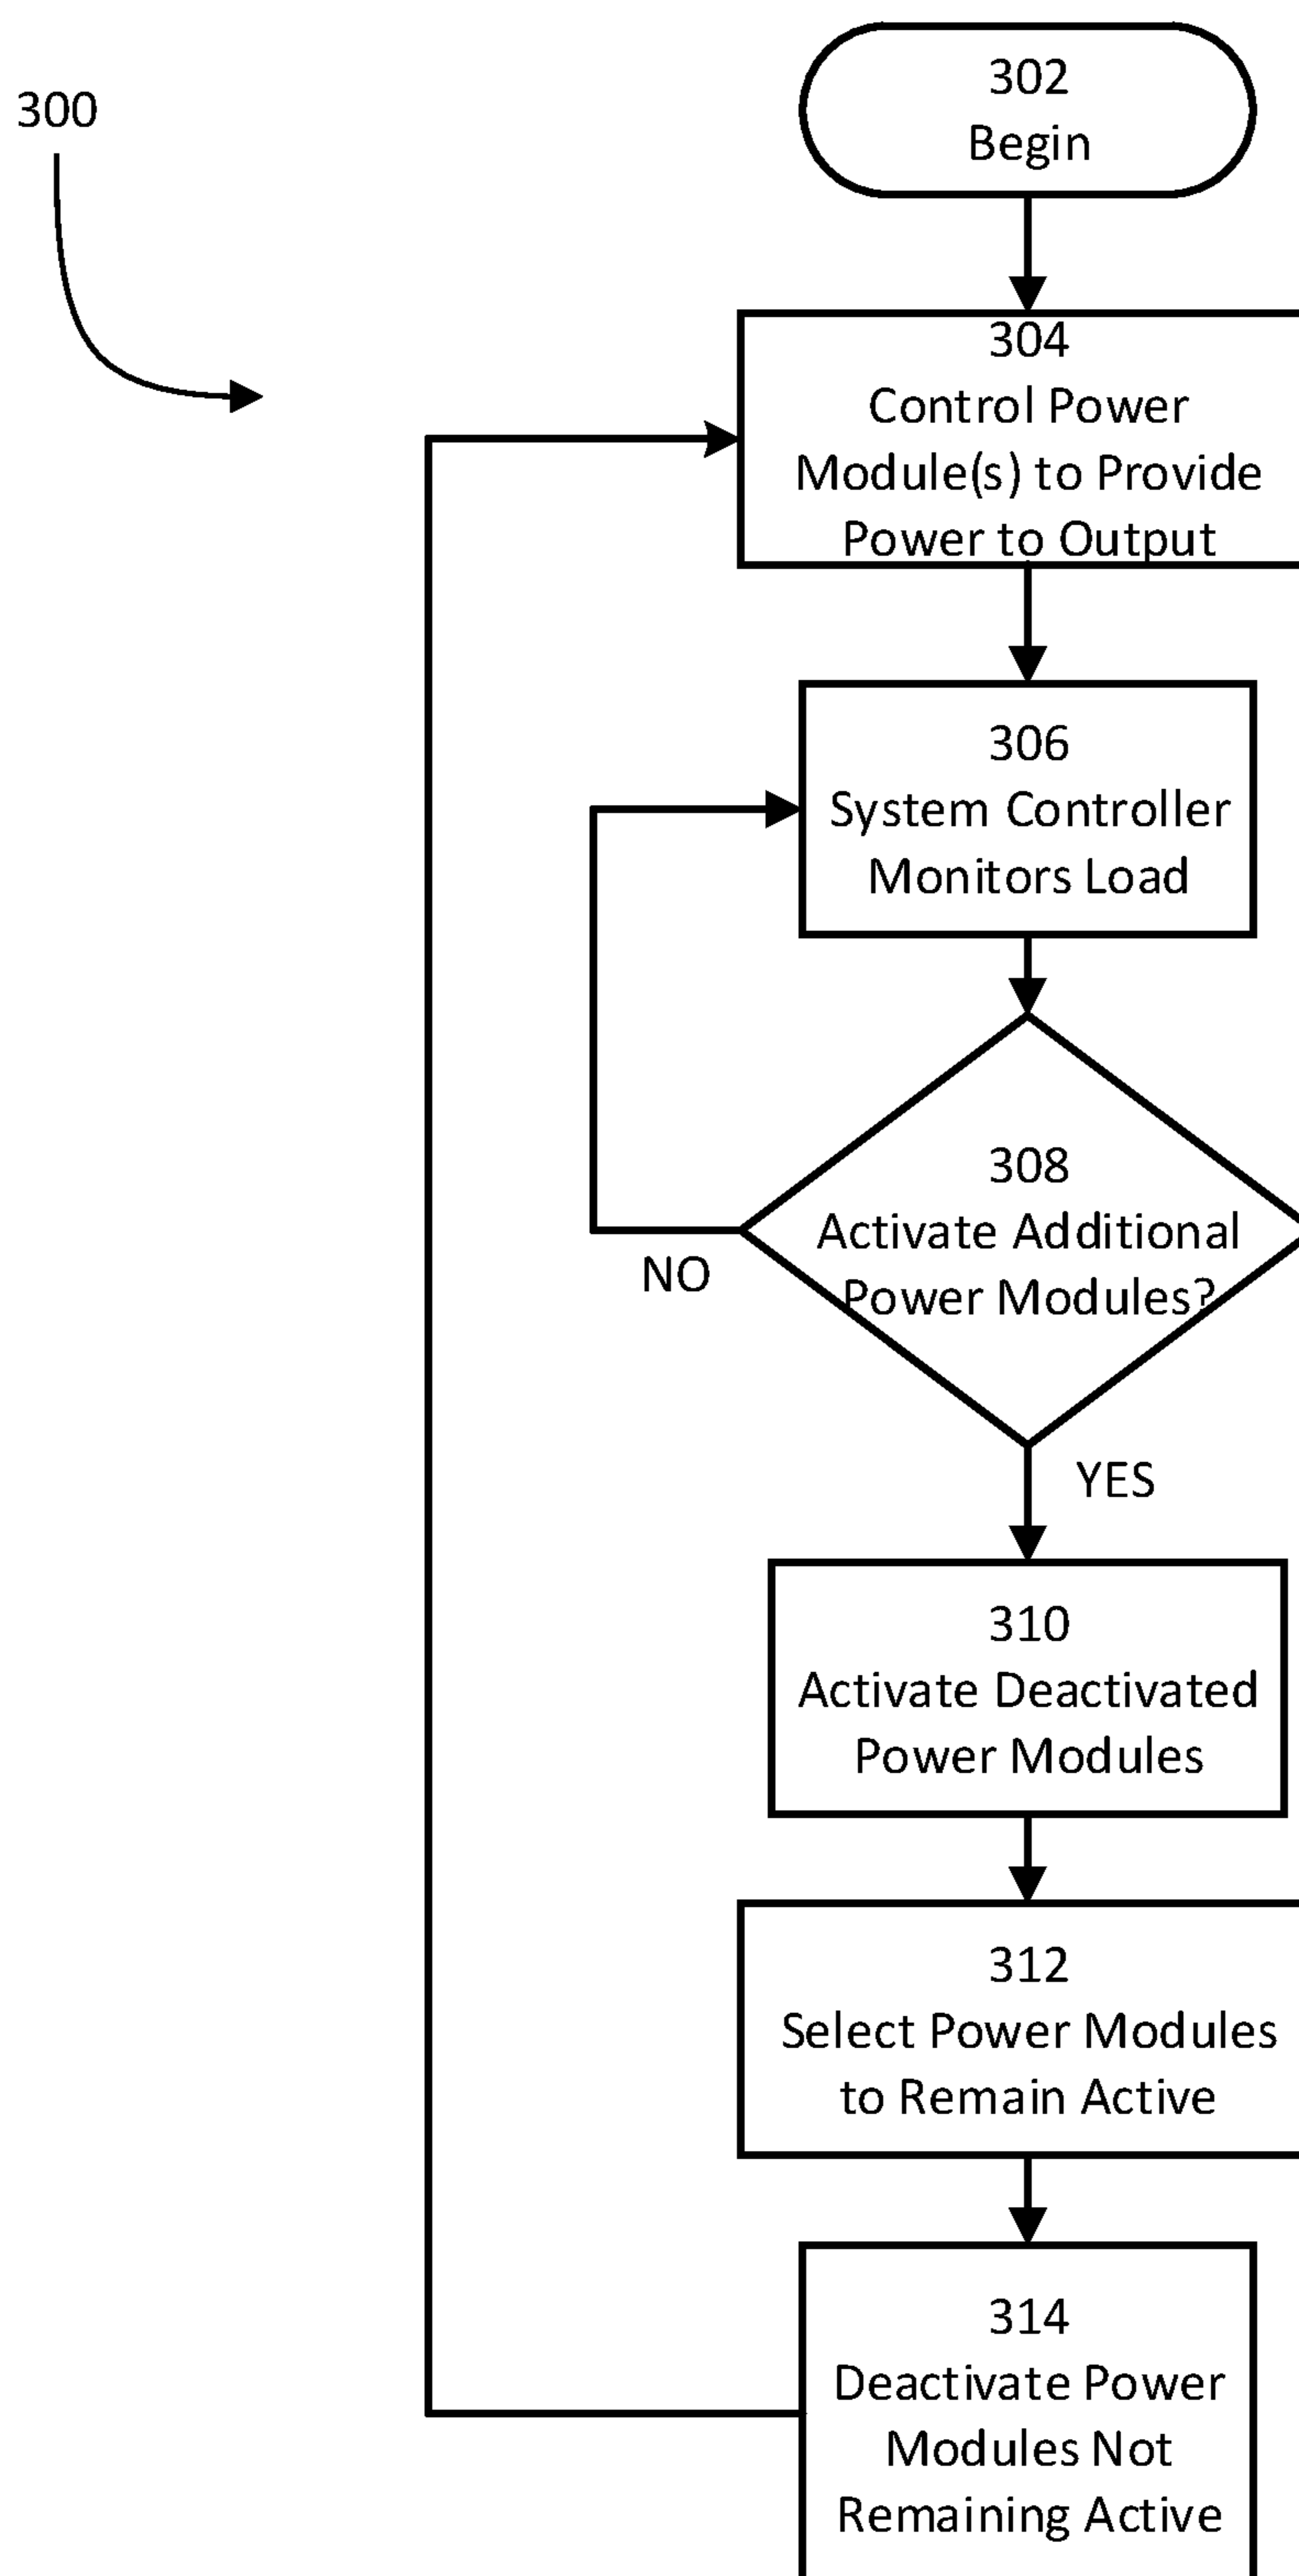 300
302
Begin
304
Control Power
Module(s) to Provide
Power to Output
306
System Controller
Monitors Load
308
Activate Additional
Power Modules?
NO
YES
310
Activate Deactivated
Power Modules
312
Select Power Modules
to Remain Active
314
Deactivate Power
Modules Not
Remaining Active